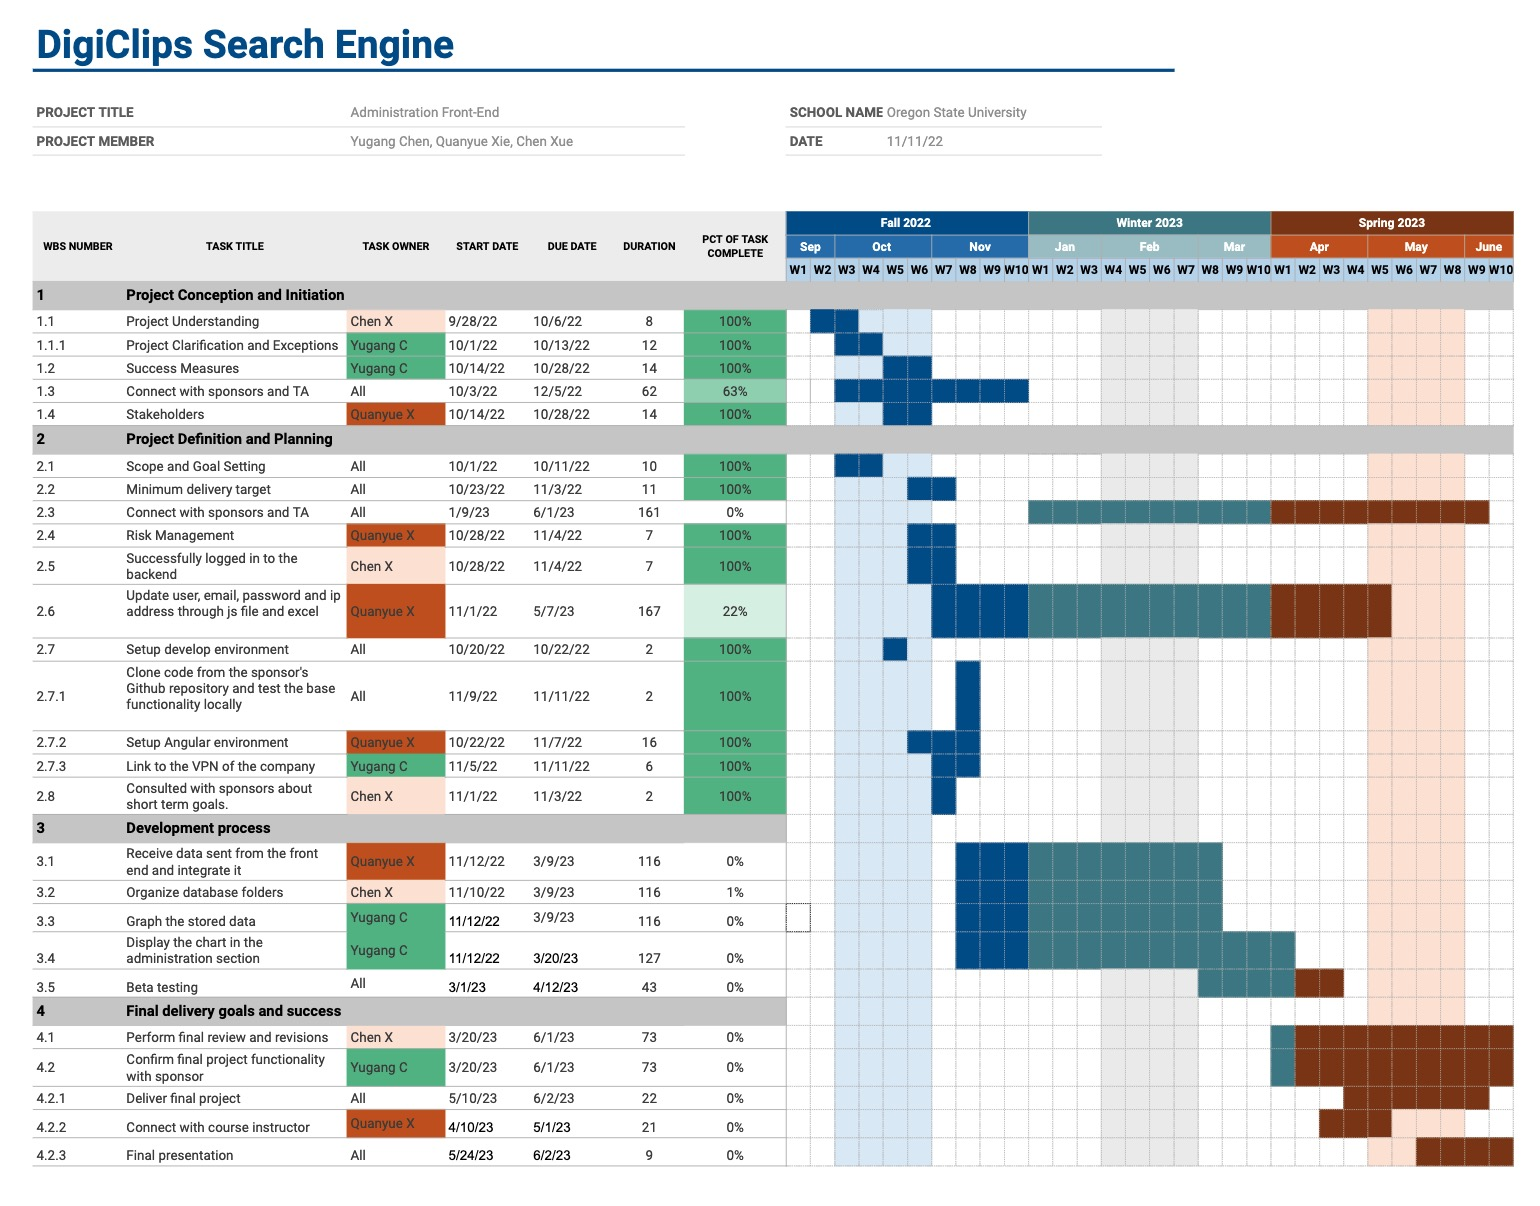 DigiClips Search Engine
PROJECT TITLE Administration Front-End SCHOOL NAME Oregon State University
PROJECT MEMBER Yugang Chen, Quanyue Xie, Chen Xue DATE 11/11/22
Fall 2022 Winter 2023 Spring 2023
WBS NUMBER TASK TITLE TASK OWNER START DATE DUE DATE DURATION PCT OF TASK COMPLETE
Sep Oct Nov Jan Feb Mar Apr May June
W1 W2 W3 W4 W5 W6 W7 W8 W9 W10 W1 W2 W3 W4 W5 W6 W7 W8 W9 W10 W1 W2 W3 W4 W5 W6 W7 W8 W9 W10
1 Project Conception and Initiation
1.1 Project Understanding Chen X 9/28/22 10/6/22 8 100%
1.1.1 Project Clarification and Exceptions Yugang C 10/1/22 10/13/22 12 100%
1.2 Success Measures Yugang C 10/14/22 10/28/22 14 100%
1.3 Connect with sponsors and TA All 10/3/22 12/5/22 62 63%
1.4 Stakeholders Quanyue X 10/14/22 10/28/22 14 100%
2 Project Definition and Planning
2.1 Scope and Goal Setting All 10/1/22 10/11/22 10 100%
2.2 Minimum delivery target All 10/23/22 11/3/22 11 100%
2.3 Connect with sponsors and TA All 1/9/23 6/1/23 161 0%
2.4 Risk Management Quanyue X 10/28/22 11/4/22 7 100%
2.5 Successfully logged in to the
backend Chen X 10/28/22 11/4/22 7 100%
2.6 Update user, email, password and ip
address through js file and excel Quanyue X 11/1/22 5/7/23 167 22%
2.7 Setup develop environment All 10/20/22 10/22/22 2 100%
2.7.1 Clone code from the sponsor's
Github repository and test the base
functionality locally All 11/9/22 11/11/22 2 100%
2.7.2 Setup Angular environment Quanyue X 10/22/22 11/7/22 16 100%
2.7.3 Link to the VPN of the company Yugang C 11/5/22 11/11/22 6 100%
2.8 Consulted with sponsors about
short term goals. Chen X 11/1/22 11/3/22 2 100%
3 Development process
3.1 Receive data sent from the front
end and integrate it Quanyue X 11/12/22 3/9/23 116 0%
3.2 Organize database folders Chen X 11/10/22 3/9/23 116 1%
3.3 Graph the stored data Yugang C 11/12/22 3/9/23 116 0%
3.4 Display the chart in the
administration section Yugang C 11/12/22 3/20/23 127 0%
3.5 Beta testing All 3/1/23 4/12/23 43 0%
4 Final delivery goals and success
4.1 Perform final review and revisions Chen X 3/20/23 6/1/23 73 0%
4.2 Confirm final project functionality
with sponsor Yugang C 3/20/23 6/1/23 73 0%
4.2.1 Deliver final project All 5/10/23 6/2/23 22 0%
4.2.2 Connect with course instructor Quanyue X 4/10/23 5/1/23 21 0%
4.2.3 Final presentation All 5/24/23 6/2/23 9 0%